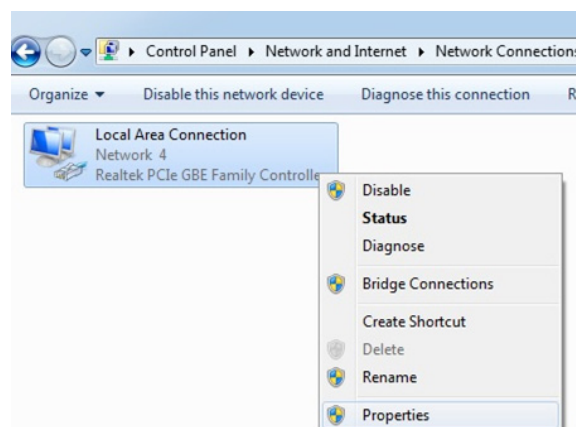 Control Panel Network and Internet Network Connections
Organize Disable this network device Diagnose this connection R
Local Area Connection
Network 4
Realtek PCIe GBE Family Controlle
Disable
Status
Diagnose
Bridge Connections
Create Shortcut
Delete
Rename
Properties